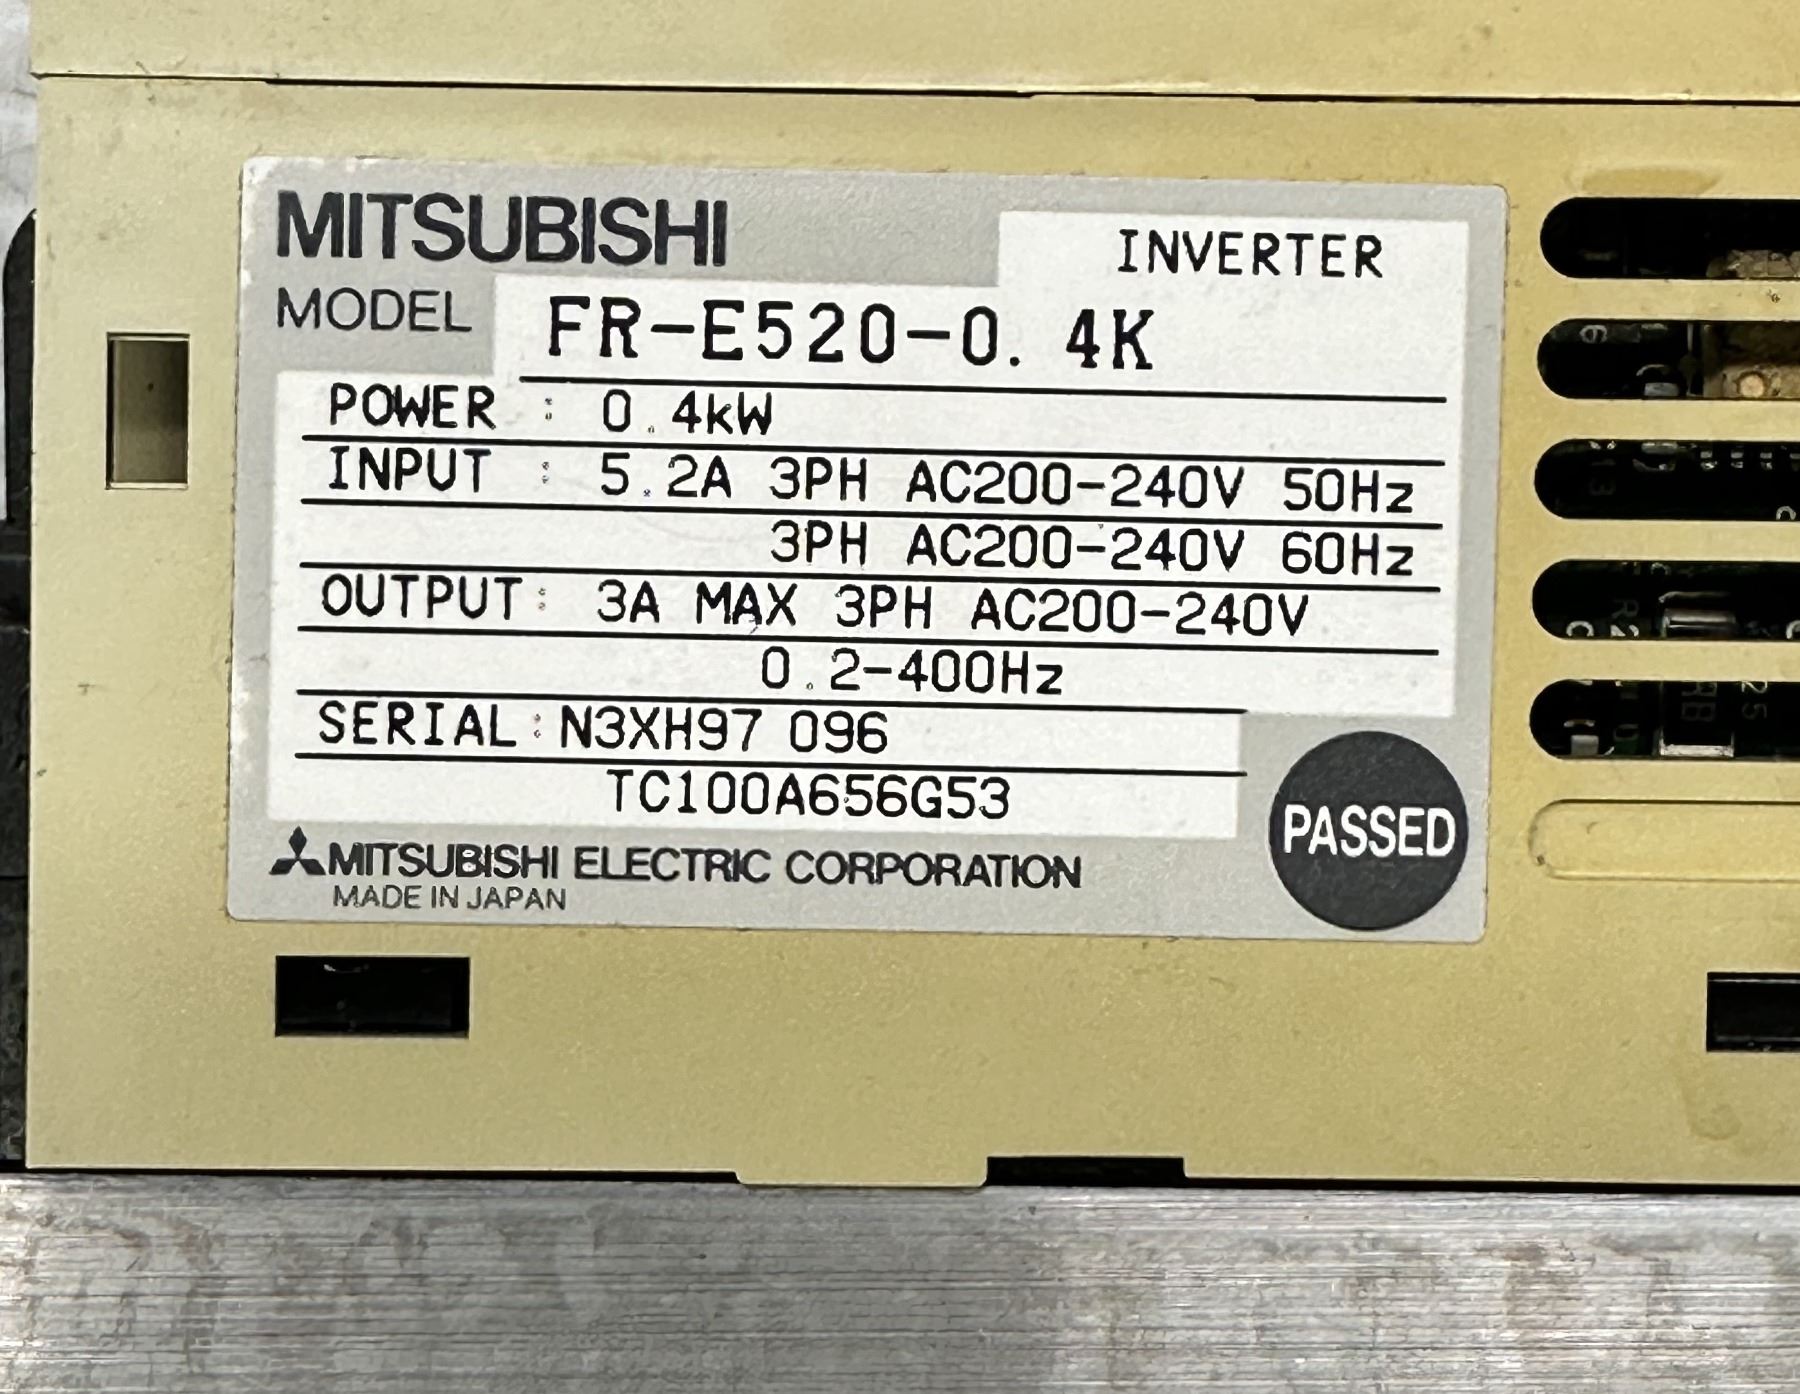 MITSUBISHI
INVERTER
MODEL FR-E520-0.4K
POWER : 0.4kW
INPUT : 5.2A 3PH AC200-240V 50Hz
3PH AC200-240V 60Hz
OUTPUT: 3A MAX 3PH AC200-240V
0.2-400Hz
SERIAL:N3XH97 096
TC100A656G53
PASSED
MITSUBISHI ELECTRIC CORPORATION
MADE IN JAPAN